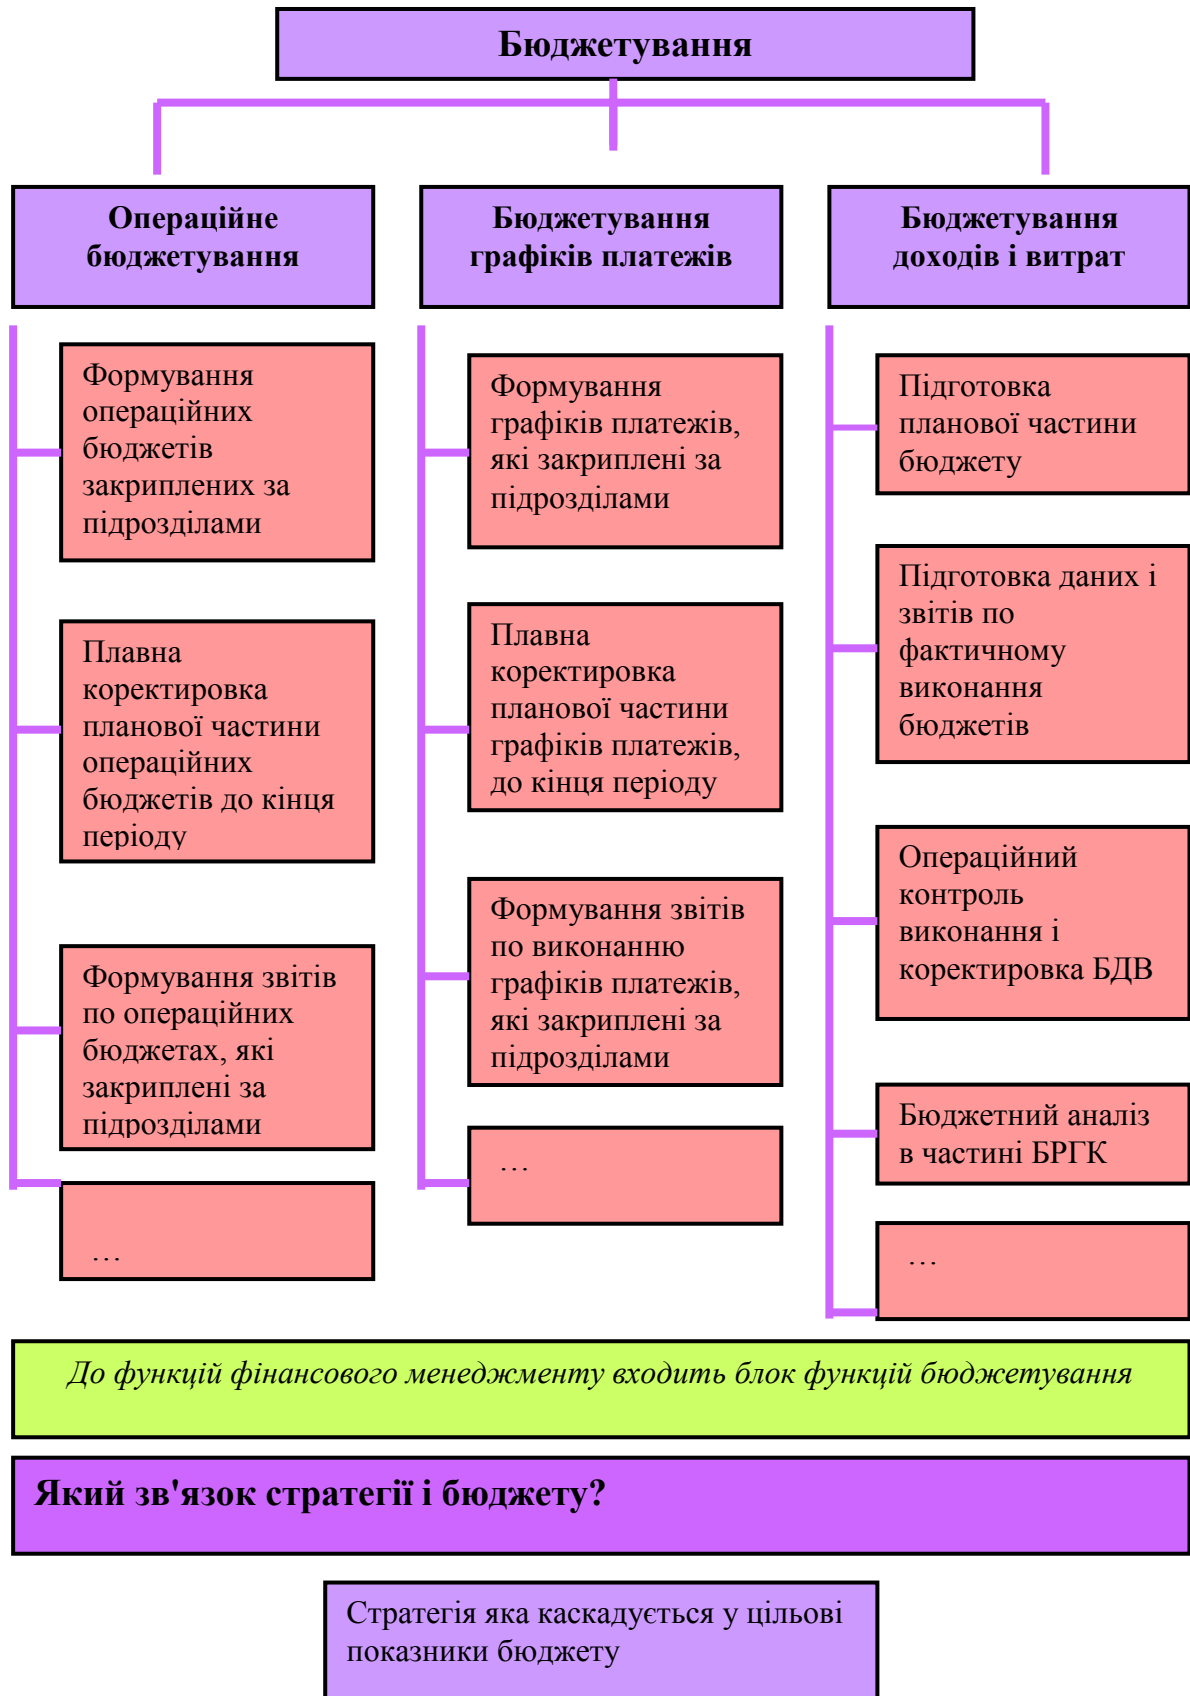 Бюджетування
Операційне
бюджетування
Бюджетування
графіків платежів
Бюджетування
доходів і витрат
Формування
операційних
бюджетів
закриплених за
підрозділами
Плавна
коректировка
планової частини
операційних
бюджетів до кінця
періоду
Формування звітів
по операційних
бюджетах, які
закриплені за
підрозділами
…
Формування
графіків платежів,
які закриплені за
підрозділами
Плавна
коректировка
планової частини
графіків платежів,
до кінця періоду
Формування звітів
по виконанню
графіків платежів,
які закриплені за
підрозділами
…
Підготовка
планової частини
бюджету
Підготовка даних і
звітів по
фактичному
виконання
бюджетів
Операційний
контроль
виконання і
коректировка БДВ
Бюджетний аналіз
в частині БРГК
…
До функцій фінансового менеджменту входить блок функцій бюджетування
Який зв'язок стратегії і бюджету?
Стратегія яка каскадується у цільові
показники бюджету